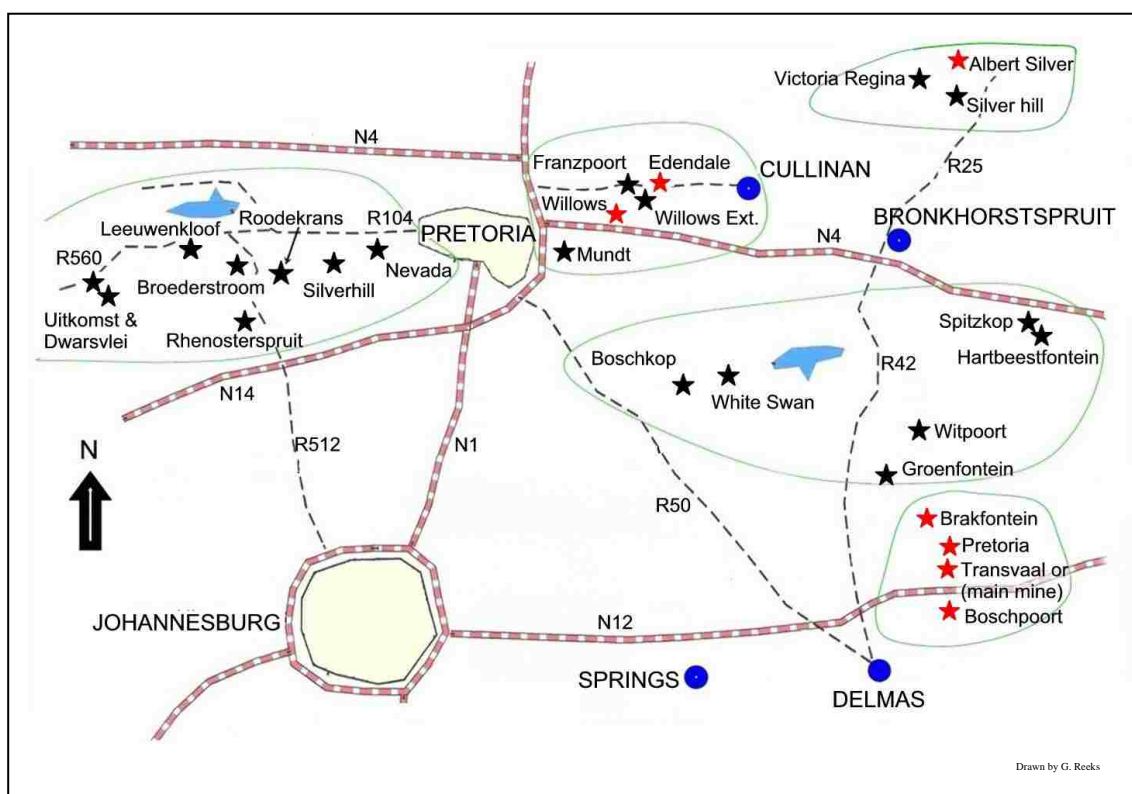 Albert Silver
Victoria Regina
Silver hill
N4
Franzpoort
Edendale
CULLINAN
R25
Willows
Willows Ext.
Leeuwenkloof
Roodekrans
R104
PRETORIA
BRONKHORSTSPRUIT
N4
R560
Broederstroom
Silverhill
Nevada
Mundt
Uitkomst &
Dwarsvlei
Rhenosterspruit
Spitzkop
Hartbeestfontein
Boschkop
White Swan
R42
N14
R512
N1
Witpoort
N
Groenfontein
R50
Brakfontein
Pretoria
Transvaal or
(main mine)
Boschpoort
JOHANNESBURG
N12
SPRINGS
DELMAS
Drawn by G. Reeks